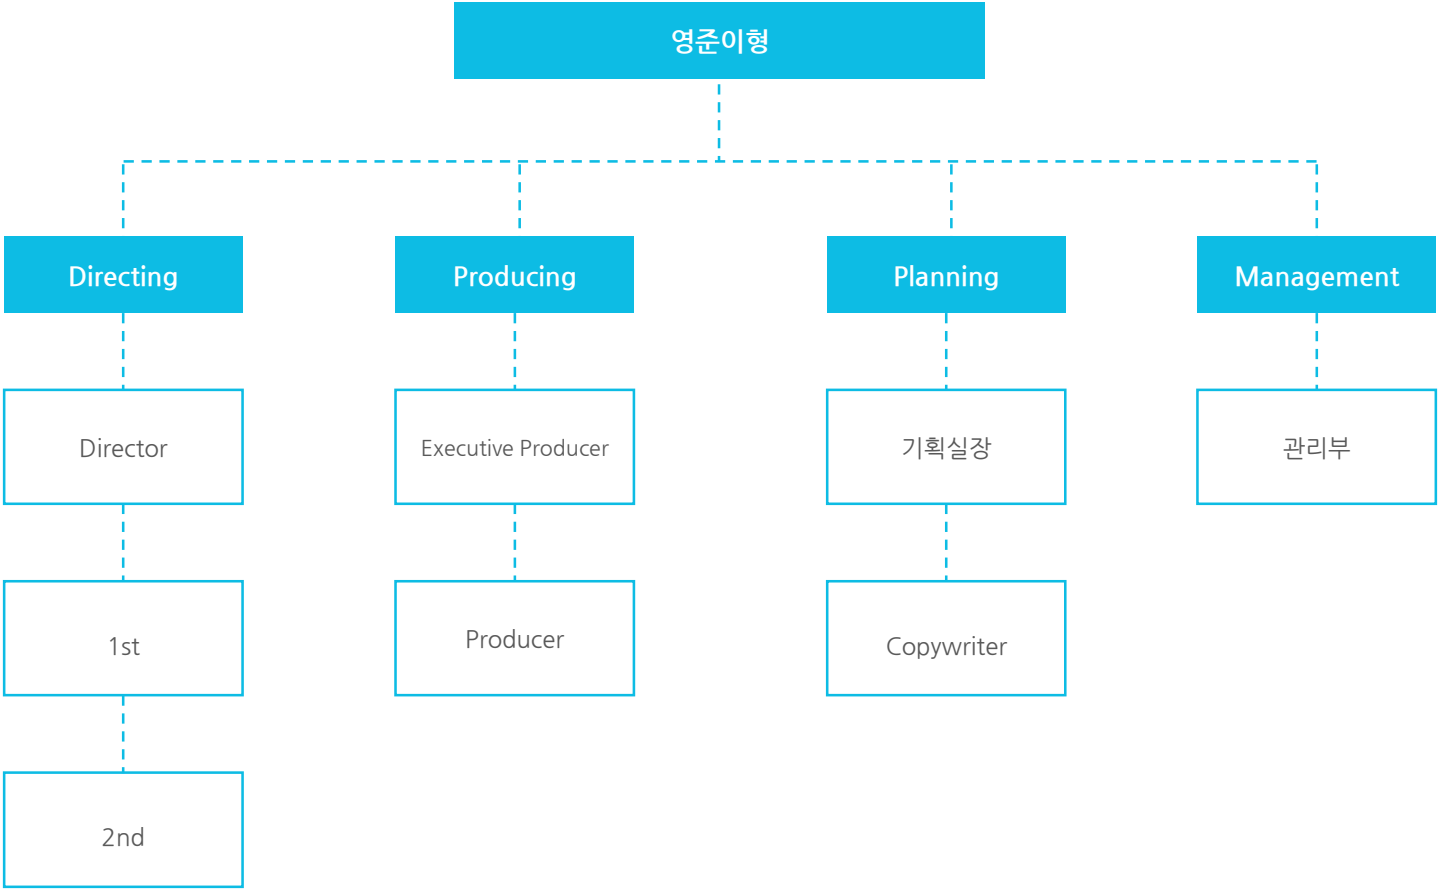 영준이형
Directing
Producing
Planning
Management
Director
Executive Producer
기획실장
관리부
1st
Producer
Copywriter
2nd